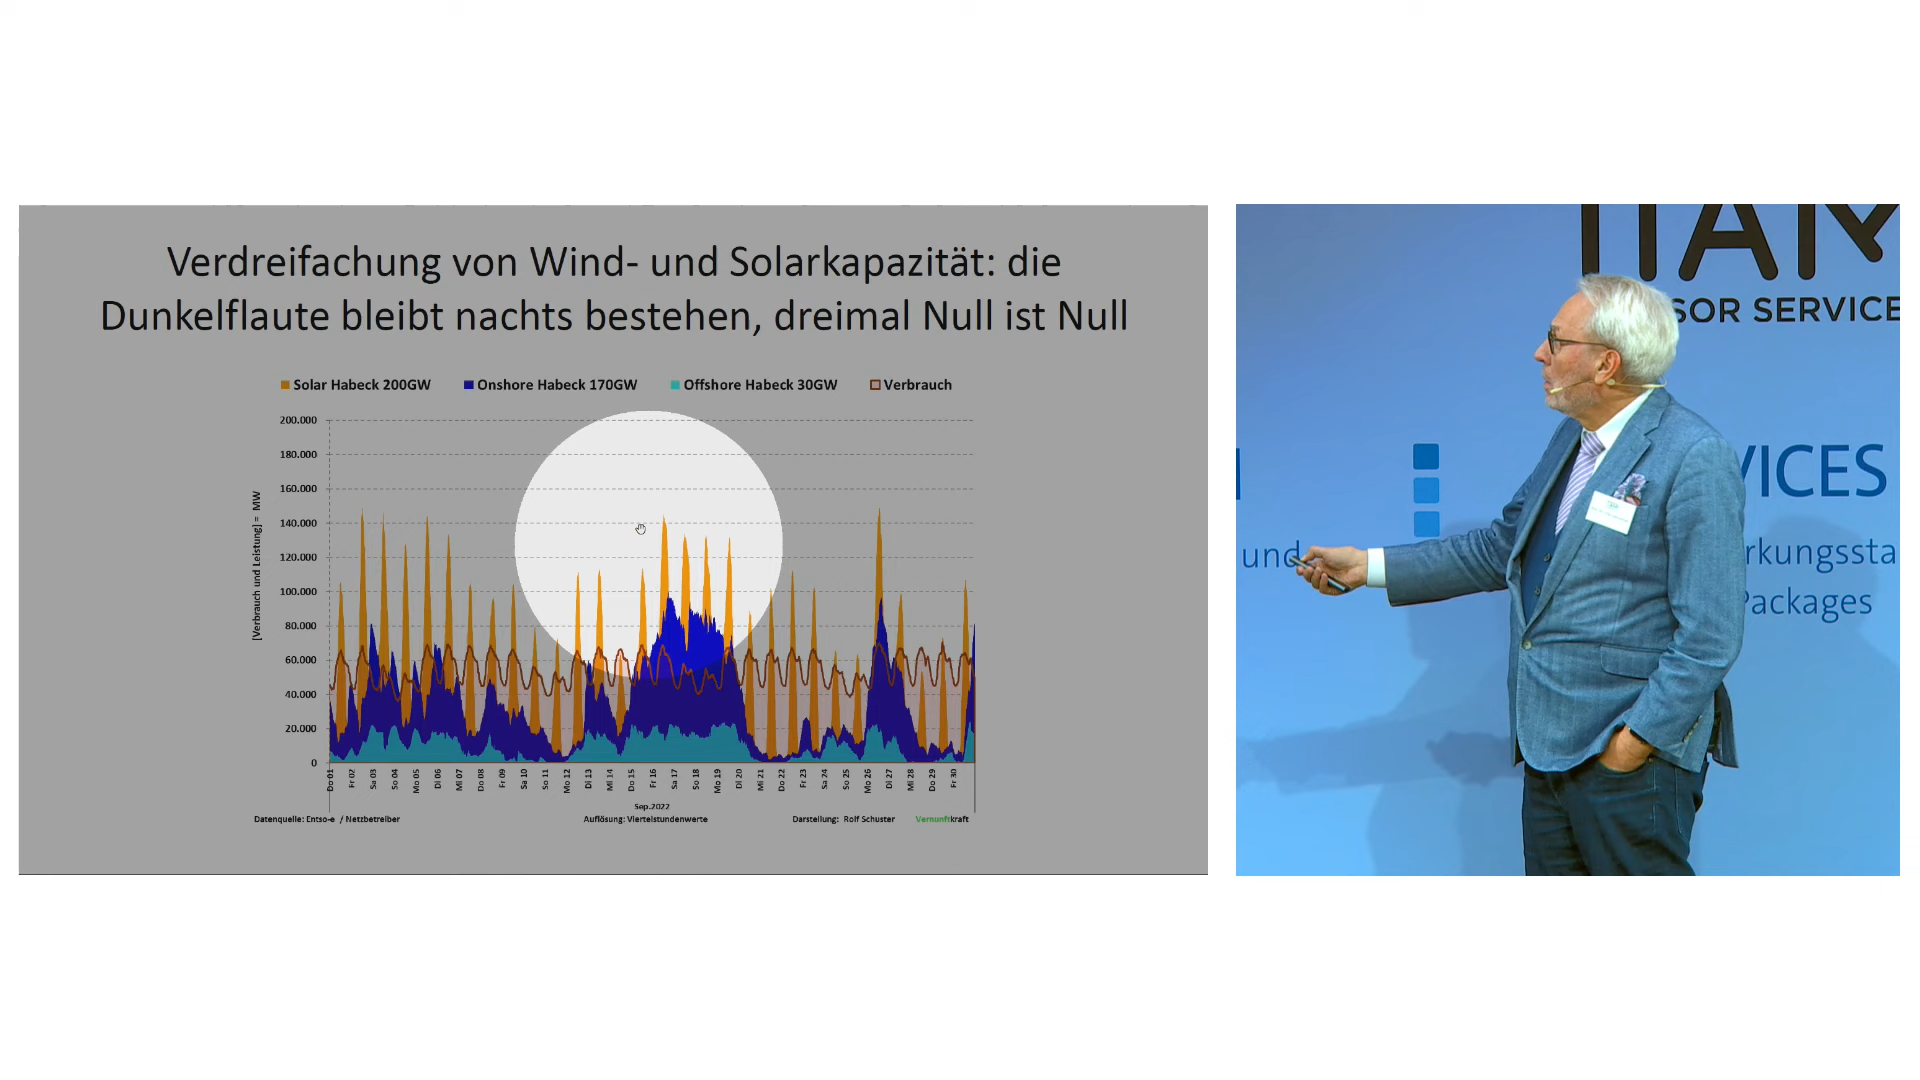 Verdreifachung von Wind- und Solarkapazität: die
Dunkelflaute bleibt nachts bestehen, dreimal Null ist Null
Solar Habeck 200GW Onshore Habeck 170GW Offshore Habeck 30GW Verbrauch
[Verbrauch und Leistung] = MW
200.000
180.000
160.000
140.000
120.000
100.000
80.000
60.000
40.000
20.000
0
Do 01 Fr 02 Sa 03 So 04 Mo 05 Di 06 Mi 07 Do 08 Fr 09 Sa 10 So 11 Mo 12 Di 13 Mi 14 Do 15 Fr 16 Sa 17 So 18 Mo 19 Di 20 Mi 21 Do 22 Fr 23 Sa 24 So 25 Mo 26 Di 27 Mi 28 Do 29 Fr 30
Sep.2022
Datenquelle: Entso-e / Netzbetreiber Auflösung: Viertelstundenwerte Darstellung: Rolf Schuster Vernunftkraft
SOR SERVICE
VICES
und
rkungssta
Packages